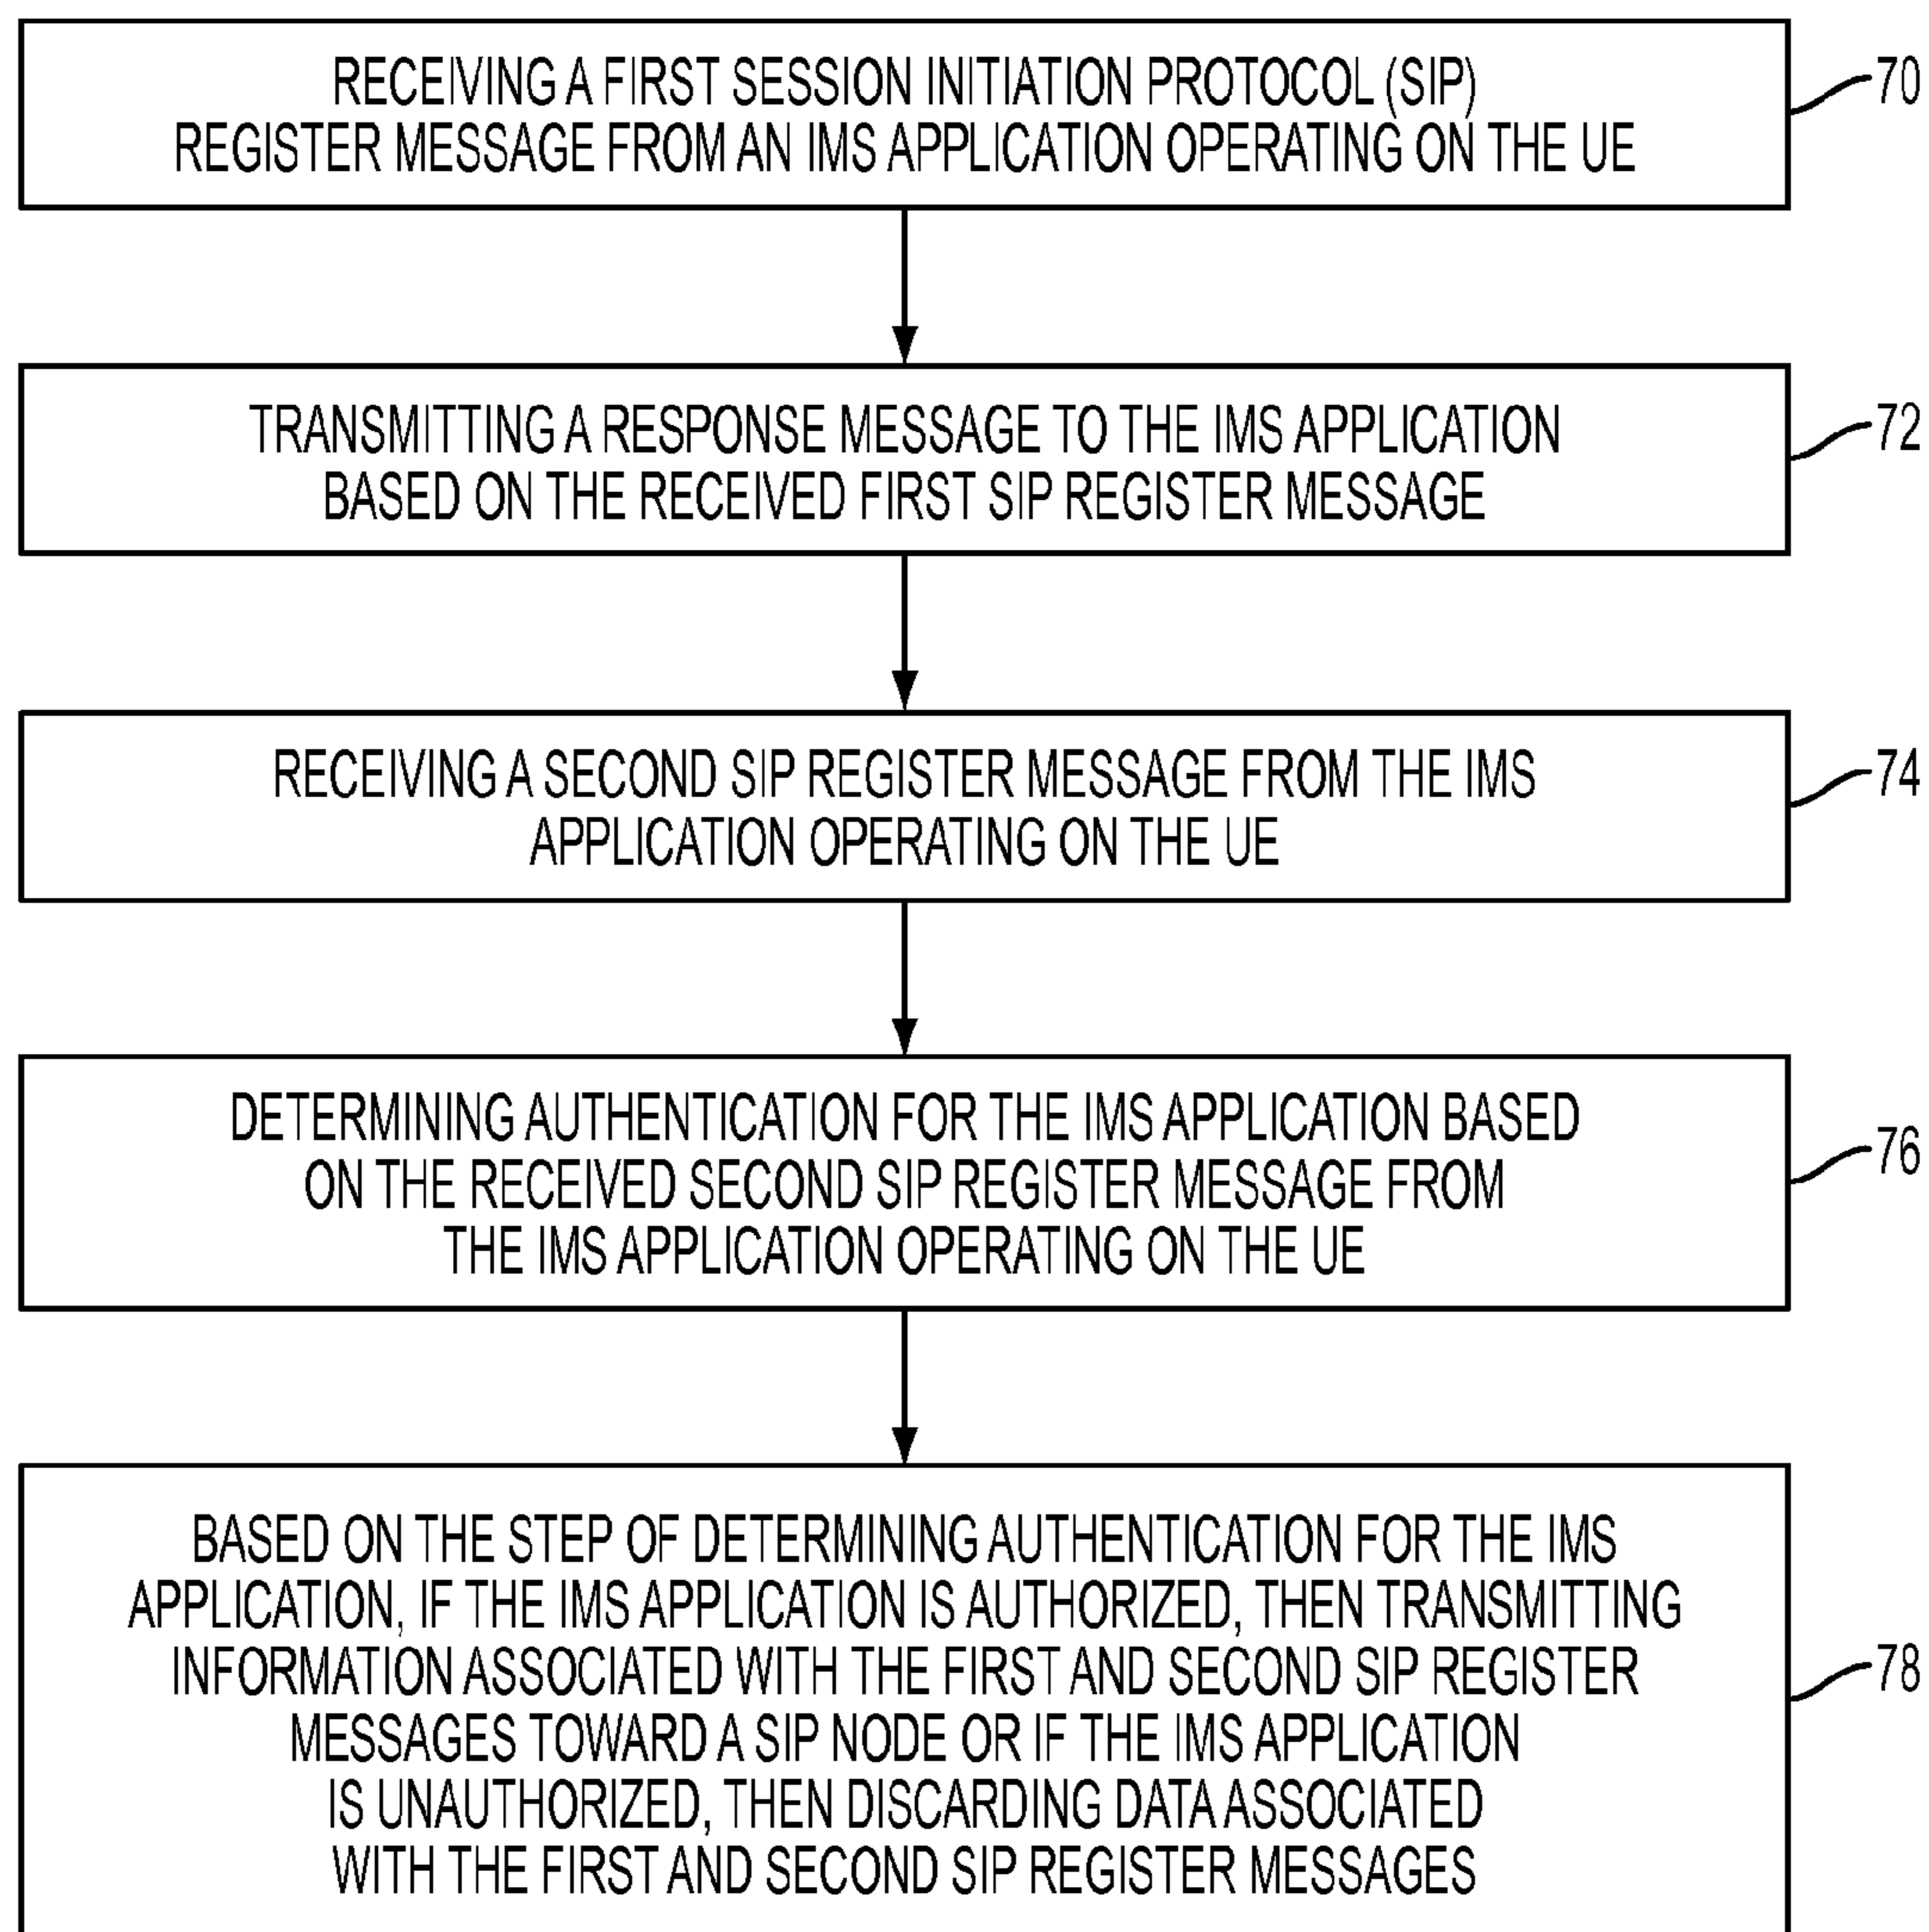 RECEIVING A FIRST SESSION INITIATION PROTOCOL (SIP)
REGISTER MESSAGE FROM AN IMS APPLICATION OPERATING ON THE UE
70
TRANSMITTING A RESPONSE MESSAGE TO THE IMS APPLICATION
BASED ON THE RECEIVED FIRST SIP REGISTER MESSAGE
72
RECEIVING A SECOND SIP REGISTER MESSAGE FROM THE IMS
APPLICATION OPERATING ON THE UE
74
DETERMINING AUTHENTICATION FOR THE IMS APPLICATION BASED
ON THE RECEIVED SECOND SIP REGISTER MESSAGE FROM
THE IMS APPLICATION OPERATING ON THE UE
76
BASED ON THE STEP OF DETERMINING AUTHENTICATION FOR THE IMS
APPLICATION, IF THE IMS APPLICATION IS AUTHORIZED, THEN TRANSMITTING
INFORMATION ASSOCIATED WITH THE FIRST AND SECOND SIP REGISTER
MESSAGES TOWARD A SIP NODE OR IF THE IMS APPLICATION
IS UNAUTHORIZED, THEN DISCARDING DATA ASSOCIATED
WITH THE FIRST AND SECOND SIP REGISTER MESSAGES
78